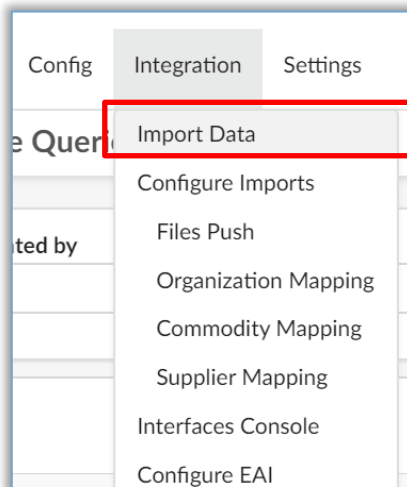 Config Integration Settings
e Queri
Import Data
Configure Imports
ted by
Files Push
Organization Mapping
Commodity Mapping
Supplier Mapping
Interfaces Console
Configure EAI